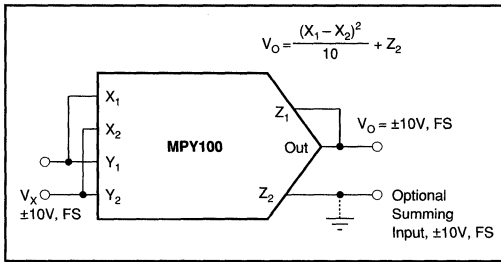 V_O = (X_1 – X_2)^2 / 10 + Z_2
X_1
X_2
Y_1
Y_2
MPY100
Z_1
Out
Z_2
V_O = ±10V, FS
V_X
±10V, FS
Optional
Summing
Input, ±10V, FS